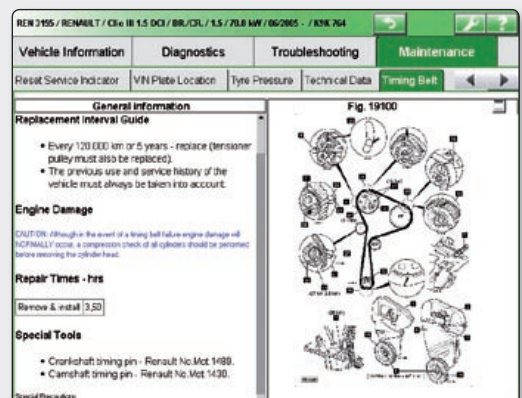 REN 3155 / RENAULT / Clio III 1.5 DCI / BR./CR. / 1.5 / 70.0 kW / 06/2005 - / K9K 764
Vehicle Information
Diagnostics
Troubleshooting
Maintenance
Reset Service Indicator
VIN Plate Location
Tyre Pressure
Technical Data
Timing Belt
General information
Replacement Interval Guide
• Every 120.000 km or 5 years - replace (tensioner
pulley must also be
replaced).
• The previous use and service history of the
vehicle must always
be taken into account.
Engine Damage
CAUTION: Although in the event of a timing belt failure engine damage will
NORMALLY occur, a compression check of all cylinders should be performed
before removing the cylinder head.
Repair Times - hrs
Remove & install 3,50
Special Tools
• Crankshaft timing pin - Renault No.Mot 1489.
• Camshaft timing pin - Renault No.Mot 1430.
Special Precautions
Fig. 19100